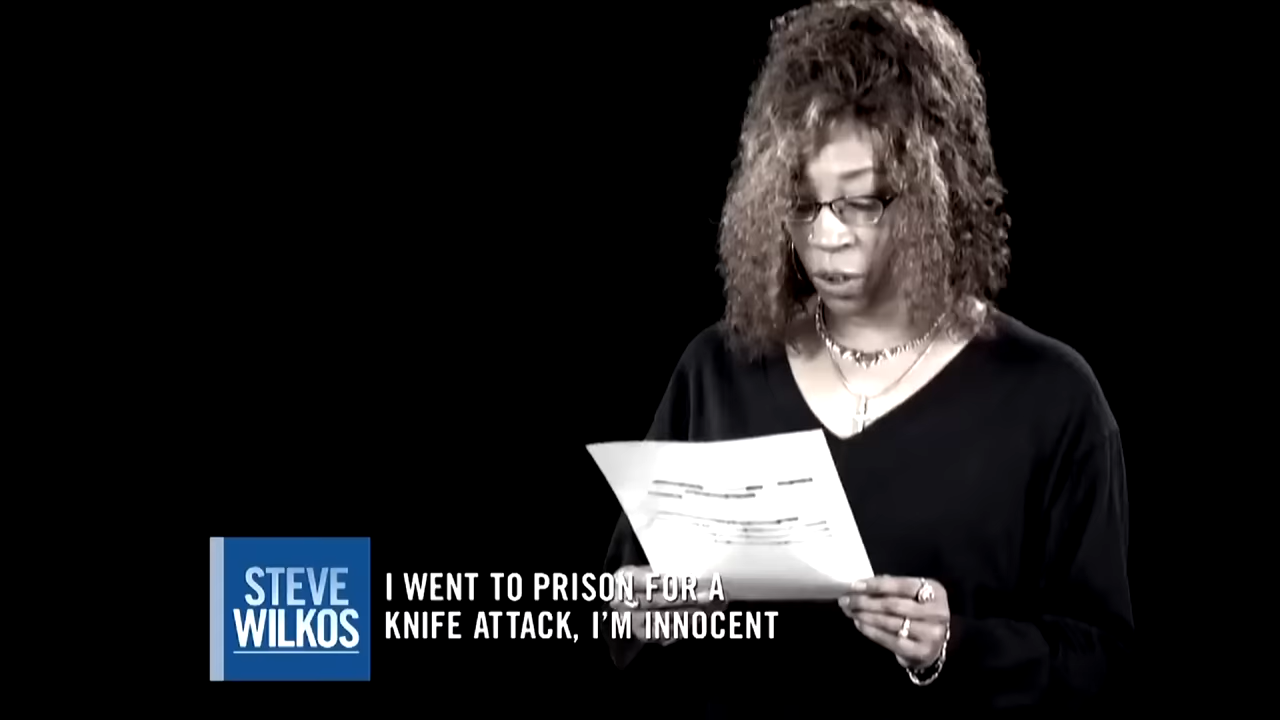 STEVE
WILKOS
I WENT TO PRISON FOR A
KNIFE ATTACK, I'M INNOCENT